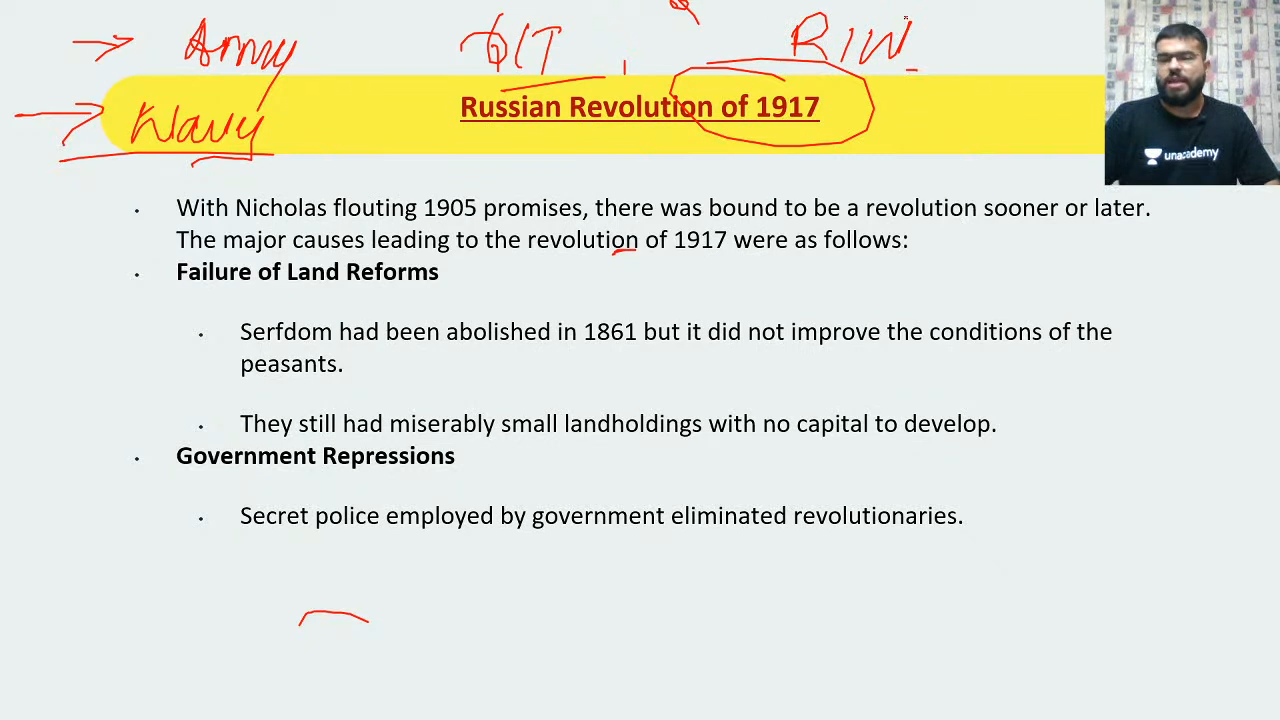 Army
RIW
Navy
Russian Revolution of 1917
unacademy
With Nicholas flouting 1905 promises, there was bound to be a revolution sooner or later.
The major causes leading to the revolution of 1917 were as follows:
Failure of Land Reforms
Serfdom had been abolished in 1861 but it did not improve the conditions of the
peasants.
They still had miserably small landholdings with no capital to develop.
Government Repressions
Secret police employed by government eliminated revolutionaries.